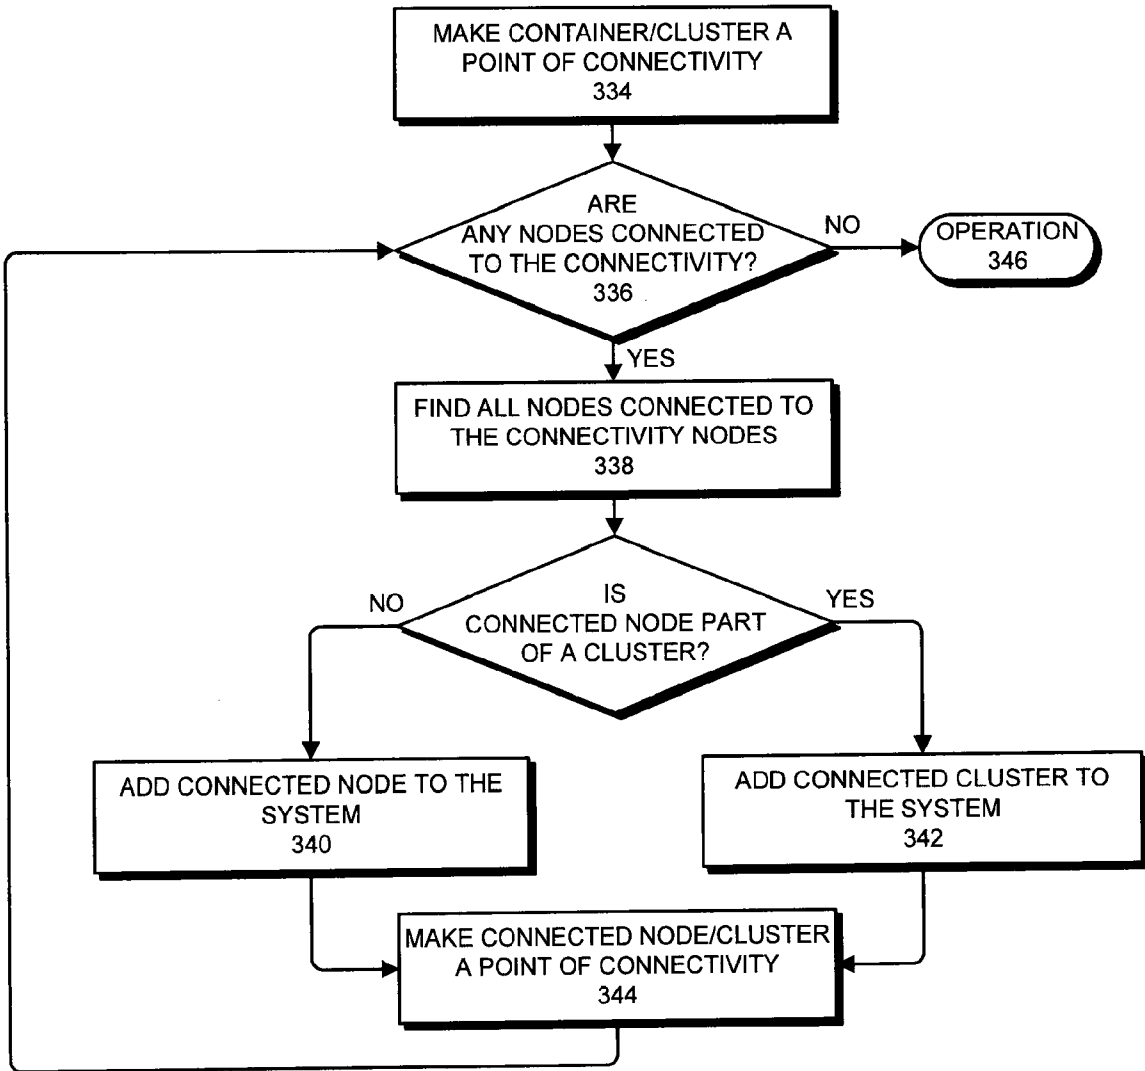 MAKE CONTAINER/CLUSTER A
POINT OF CONNECTIVITY
334
ARE
ANY NODES CONNECTED
TO THE CONNECTIVITY?
336
NO
OPERATION
346
YES
FIND ALL NODES CONNECTED TO
THE CONNECTIVITY NODES
338
IS
CONNECTED NODE PART
OF A CLUSTER?
NO
YES
ADD CONNECTED NODE TO THE
SYSTEM
340
ADD CONNECTED CLUSTER TO
THE SYSTEM
342
MAKE CONNECTED NODE/CLUSTER
A POINT OF CONNECTIVITY
344